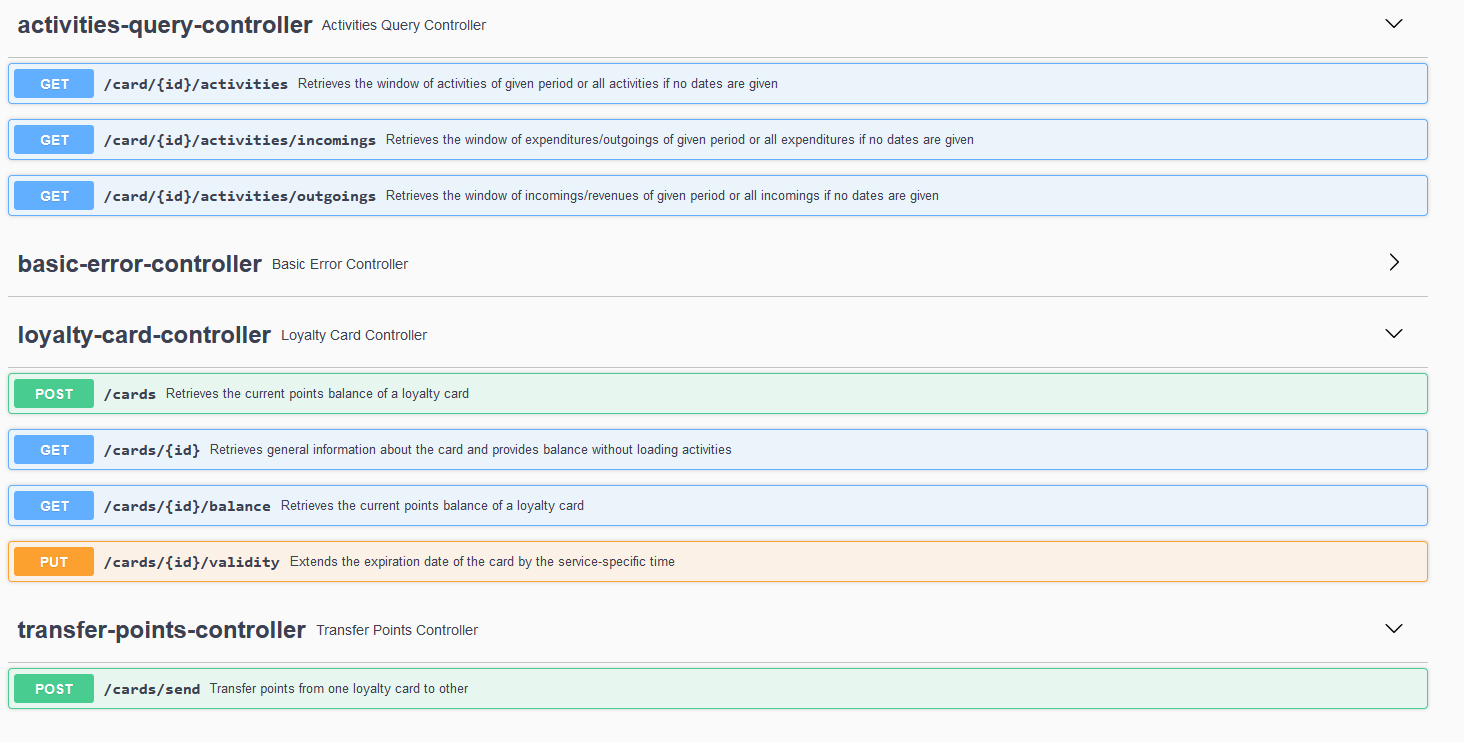 activities-query-controller Activities Query Controller
GET /card/{id}/activities Retrieves the window of activities of given period or all activities if no dates are given
GET /card/{id}/activities/incomings Retrieves the window of expenditures/outgoings of given period or all expenditures if no dates are given
GET /card/{id}/activities/outgoings Retrieves the window of incomings/revenues of given period or all incomings if no dates are given
basic-error-controller Basic Error Controller
loyalty-card-controller Loyalty Card Controller
POST /cards Retrieves the current points balance of a loyalty card
GET /cards/{id} Retrieves general information about the card and provides balance without loading activities
GET /cards/{id}/balance Retrieves the current points balance of a loyalty card
PUT /cards/{id}/validity Extends the expiration date of the card by the service-specific time
transfer-points-controller Transfer Points Controller
POST /cards/send Transfer points from one loyalty card to other